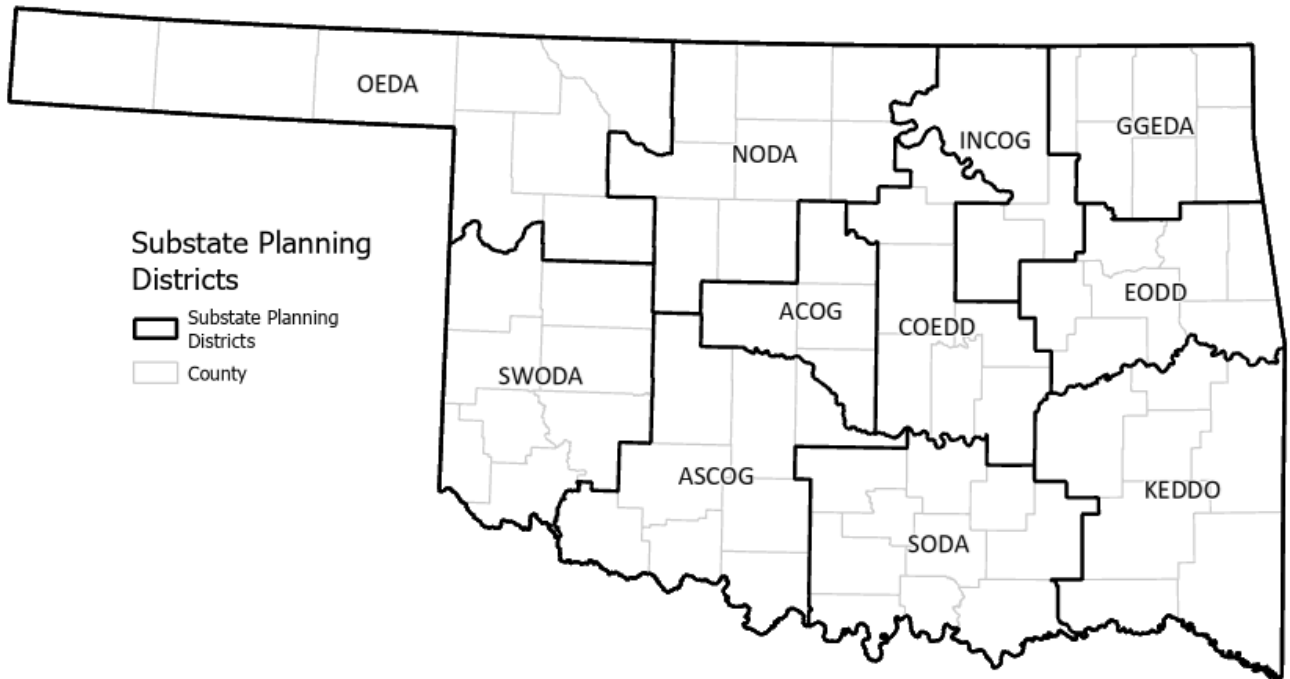 OEDA
GGEDA
INCOG
NODA
Substate Planning
Districts
Substate Planning
Districts
County
EODD
ACOG
COEDD
SWODA
ASCOG
KEDDO
SODA